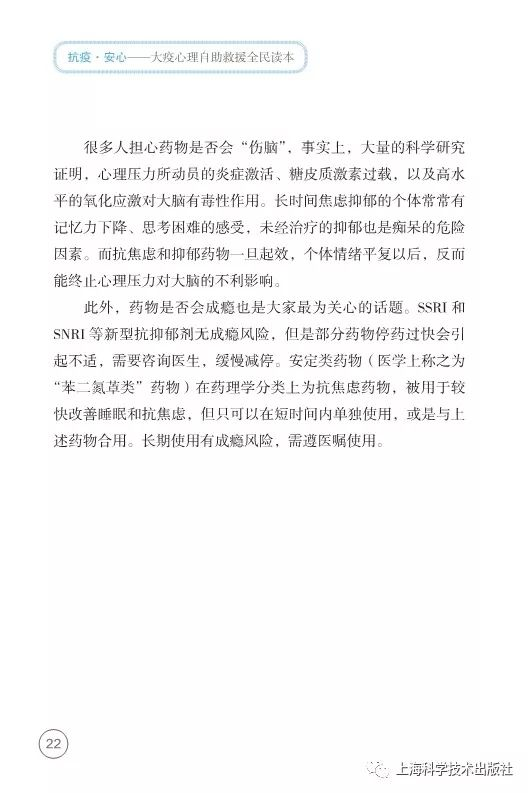 抗疫·安心——大疫心理自助救援全民读本
很多人担心药物是否会“伤脑”，事实上，大量的科学研究
证明，心理压力所动员的炎症激活、糖皮质激素过载，以及高水
平的氧化应激对大脑有毒性作用。长时间焦虑抑郁的个体常常有
记忆力下降、思考困难的感受，未经治疗的抑郁也是痴呆的危险
因素。而抗焦虑和抑郁药物一旦起效，个体情绪平复以后，反而
能终止心理压力对大脑的不利影响。
此外，药物是否会成瘾也是大家最为关心的话题。SSRI 和
SNRI 等新型抗抑郁剂无成瘾风险，但是部分药物停药过快会引
起不适，需要咨询医生，缓慢减停。安定类药物（医学上称之为
“苯二氮䓬类”药物）在药理学分类上为抗焦虑药物，被用于较
快改善睡眠和抗焦虑，但只可以在短时间内单独使用，或是与上
述药物合用。长期使用有成瘾风险，需遵医嘱使用。
22
上海科学技术出版社